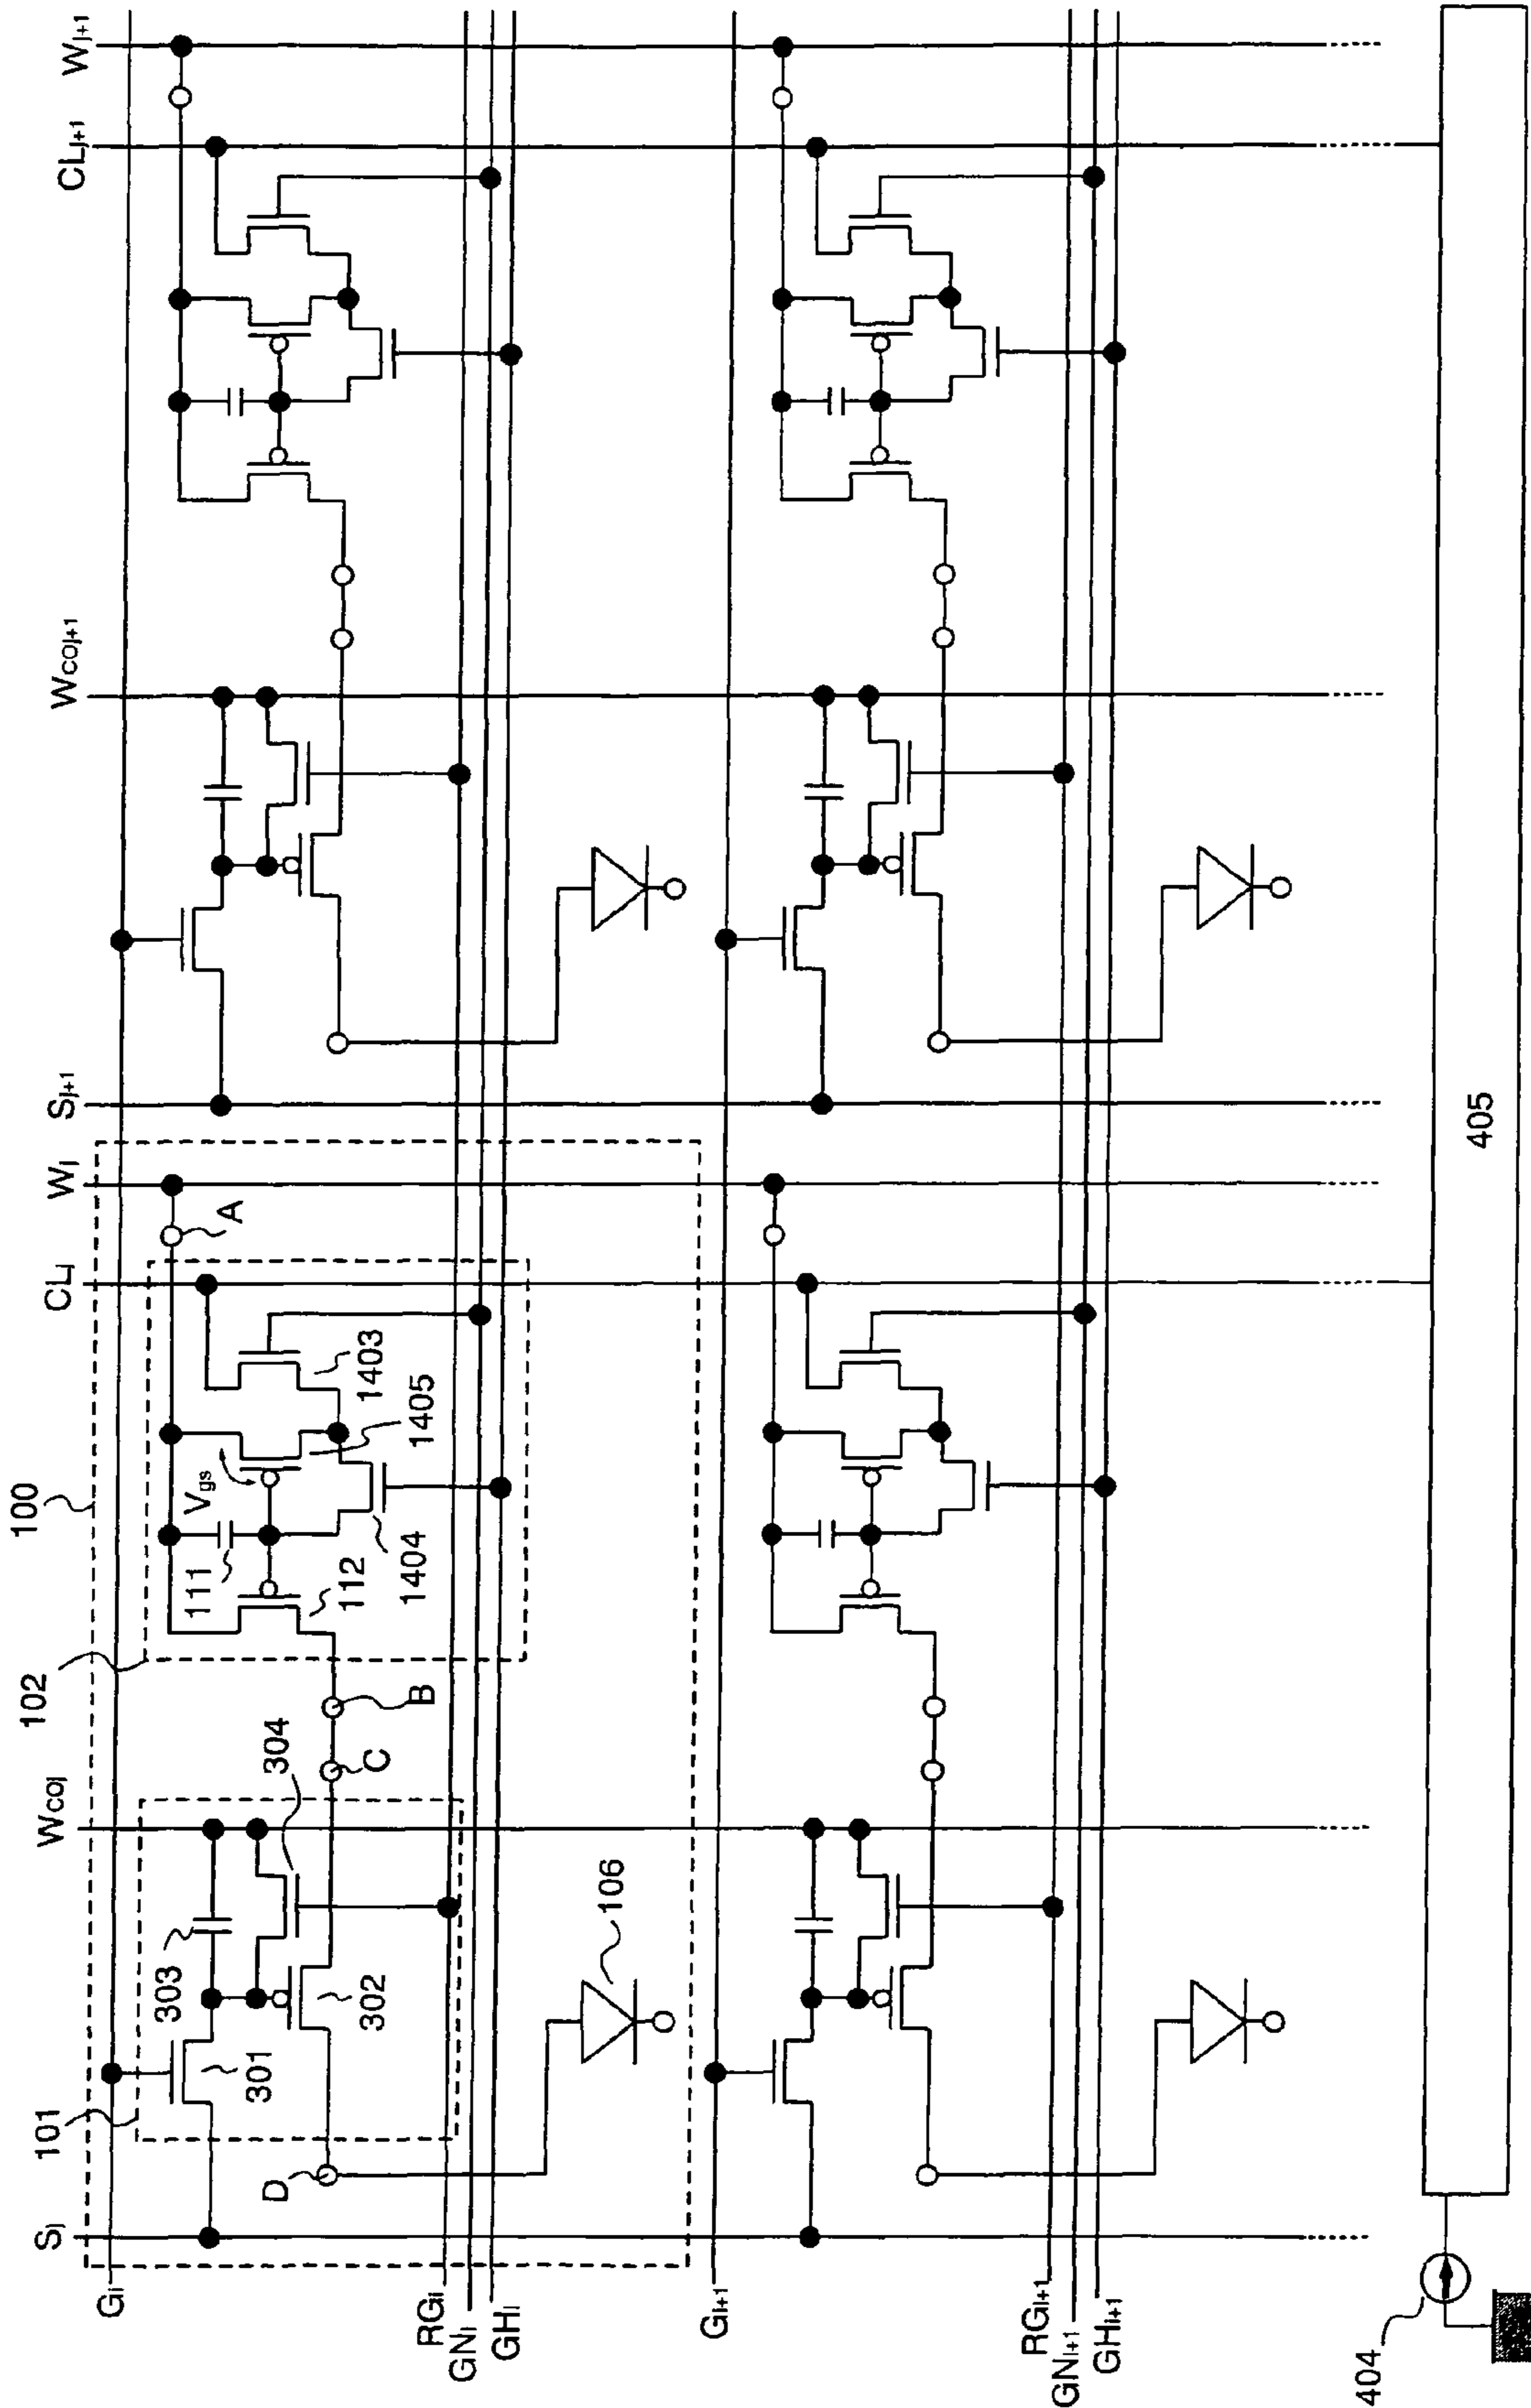 Sj
Wcoj
CLj
Wj
Sj+1
Wcoj+1
CLj+1
Wj+1
100
102
101
Gi
301
303
302
304
D
C
B
A
111
112
Vgs
1404
1405
1403
106
RGi
GNi
GHi
Gi+1
RGi+1
GNi+1
GHi+1
404
405